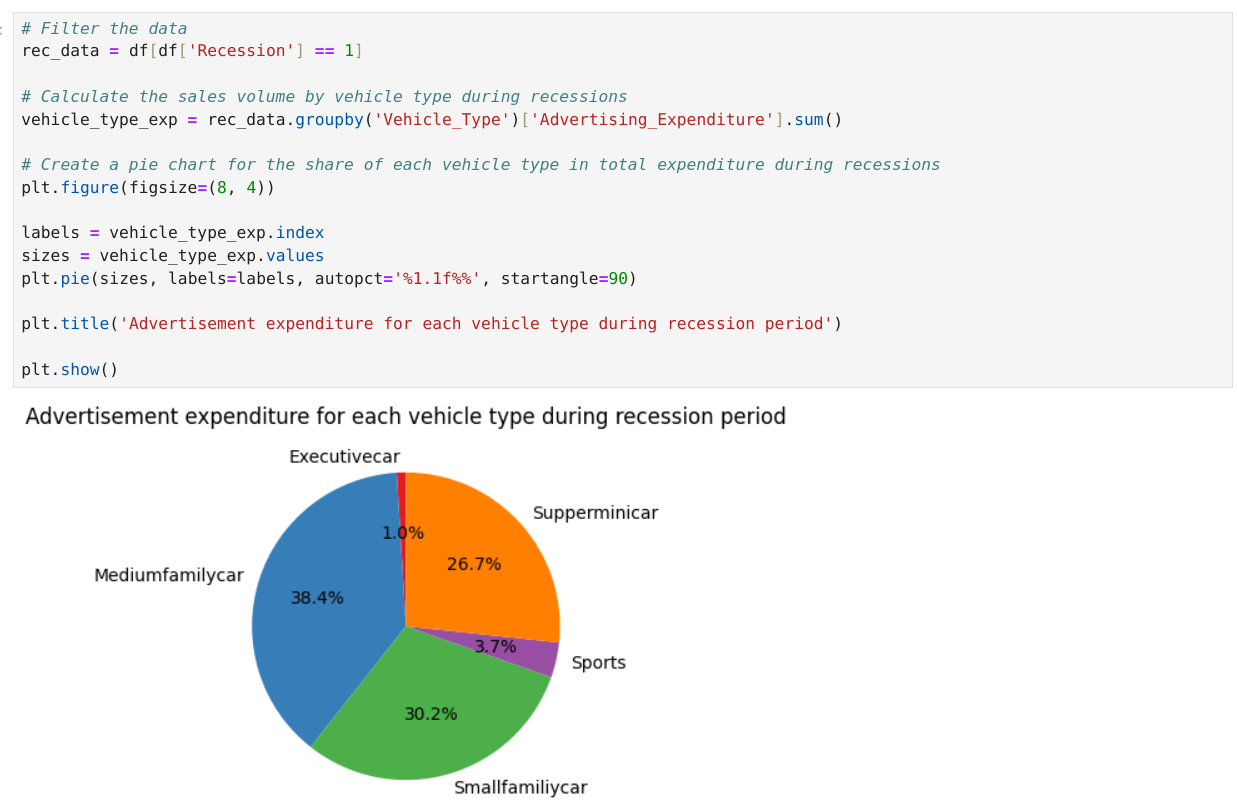 # Filter the data
rec_data = df[df['Recession'] == 1]
# Calculate the sales volume by vehicle type during recessions
vehicle_type_exp = rec_data.groupby('Vehicle_Type')['Advertising_Expenditure'].sum()
# Create a pie chart for the share of each vehicle type in total expenditure during recessions
plt.figure(figsize=(8, 4))
labels = vehicle_type_exp.index
sizes = vehicle_type_exp.values
plt.pie(sizes, labels=labels, autopct='%1.1f%%', startangle=90)
plt.title('Advertisement expenditure for each vehicle type during recession period')
plt.show()
Advertisement expenditure for each vehicle type during recession period
Executivecar
Supperminicar
1.0%
26.7%
Mediumfamilycar
38.4%
3.7%
Sports
30.2%
Smallfamiliycar